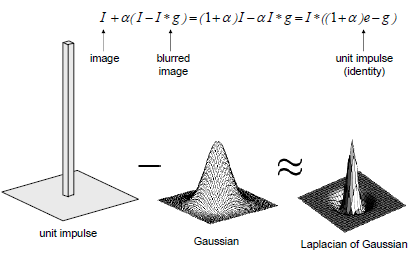 I + α(I − I * g) = (1+α)I − αI * g = I * ((1+α)e − g)
image
blurred
image
unit impulse
(identity)
− ≈
unit impulse
Gaussian
Laplacian of Gaussian